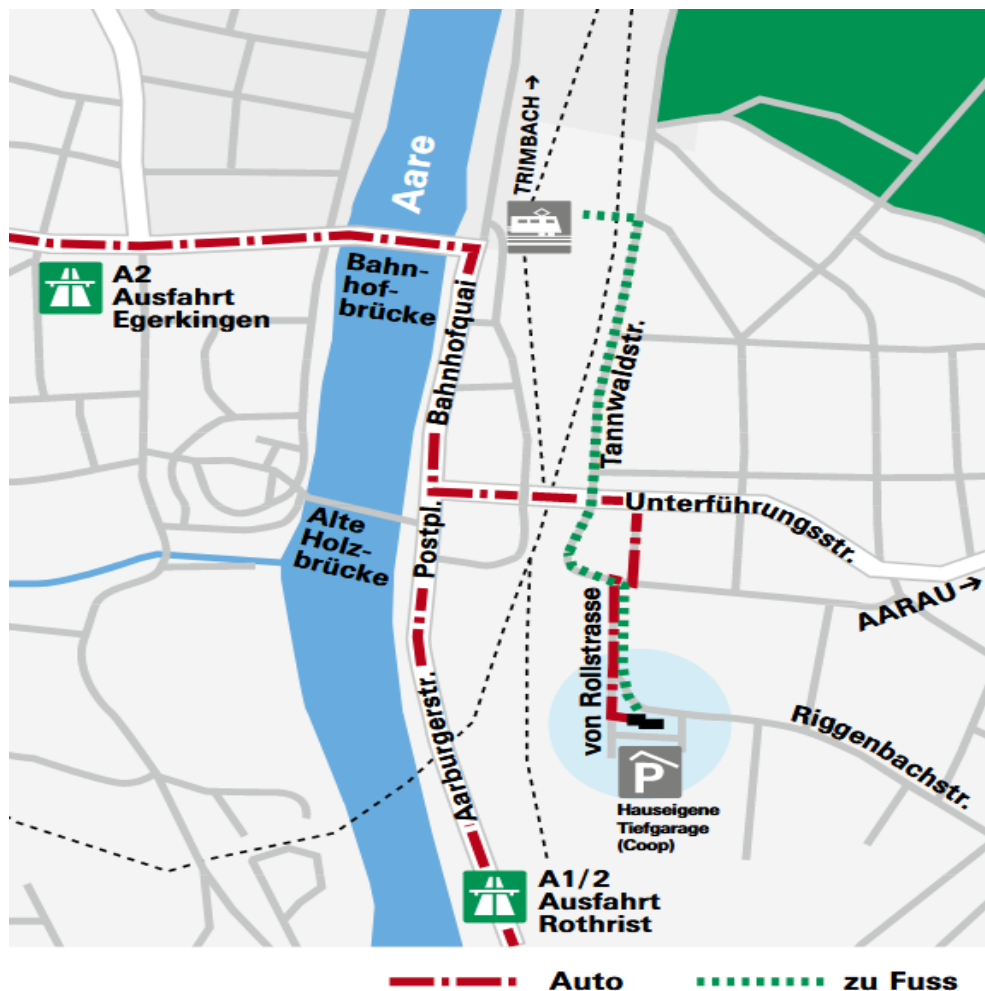 Aare
TRIMBACH →
A2
Ausfahrt
Egerkingen
Bahn-
hof-
brücke
Bahnhofquai
Tannwaldstr.
Unterführungsstr.
Alte
Holz-
brücke
Postpl.
AARAU →
von Rollstrasse
Aarburgerstr.
Riggenbachstr.
P
Hauseigene
Tiefgarage
(Coop)
A1/2
Ausfahrt
Rothrist
Auto
zu Fuss